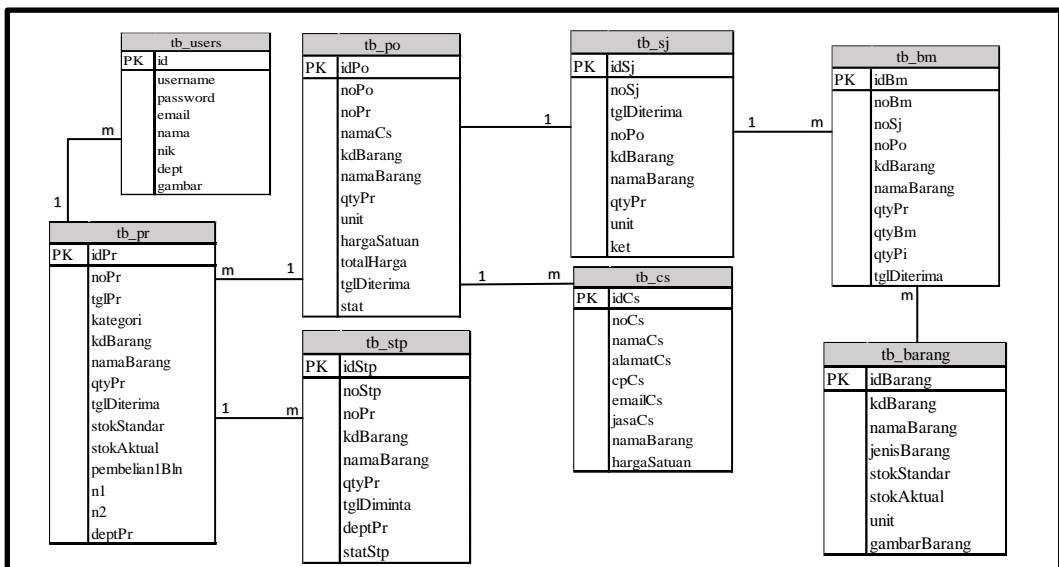 tb_users
PK id
username
password
email
nama
nik
dept
gambar
tb_po
PK idPo
noPo
noPr
namaCs
kdBarang
namaBarang
qtyPr
unit
hargaSatuan
totalHarga
tglDiterima
stat
tb_sj
PK idSj
noSj
tglDiterima
noPo
kdBarang
namaBarang
qtyPr
unit
ket
tb_bm
PK idBm
noBm
noSj
noPo
kdBarang
namaBarang
qtyPr
qtyBm
qtyPi
tglDiterima
m
1
1
1 m
tb_pr
PK idPr
noPr
tglPr
kategori
kdBarang
namaBarang
qtyPr
tglDiterima
stokStandar
stokAktual
pembelian1Bln
n1
n2
deptPr
m 1
1 m
1 m
m
tb_stp
PK idStp
noStp
noPr
kdBarang
namaBarang
qtyPr
tglDiminta
deptPr
statStp
tb_cs
PK idCs
noCs
namaCs
alamatCs
cpCs
emailCs
jasaCs
namaBarang
hargaSatuan
tb_barang
PK idBarang
kdBarang
namaBarang
jenisBarang
stokStandar
stokAktual
unit
gambarBarang